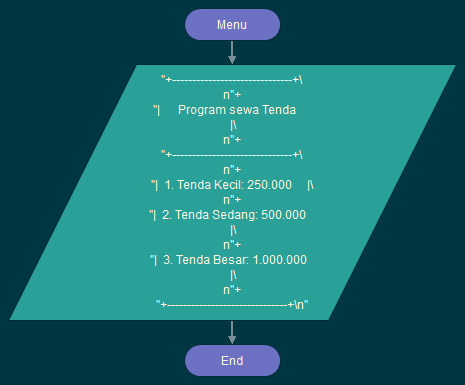 Menu
"+------------------------------+\
n"+
"|      Program sewa Tenda
|\
n"+
"+------------------------------+\
n"+
"|  1. Tenda Kecil: 250.000     |\
n"+
"|  2. Tenda Sedang: 500.000
|\
n"+
"|  3. Tenda Besar: 1.000.000
|\
n"+
"+------------------------------+\n"
End